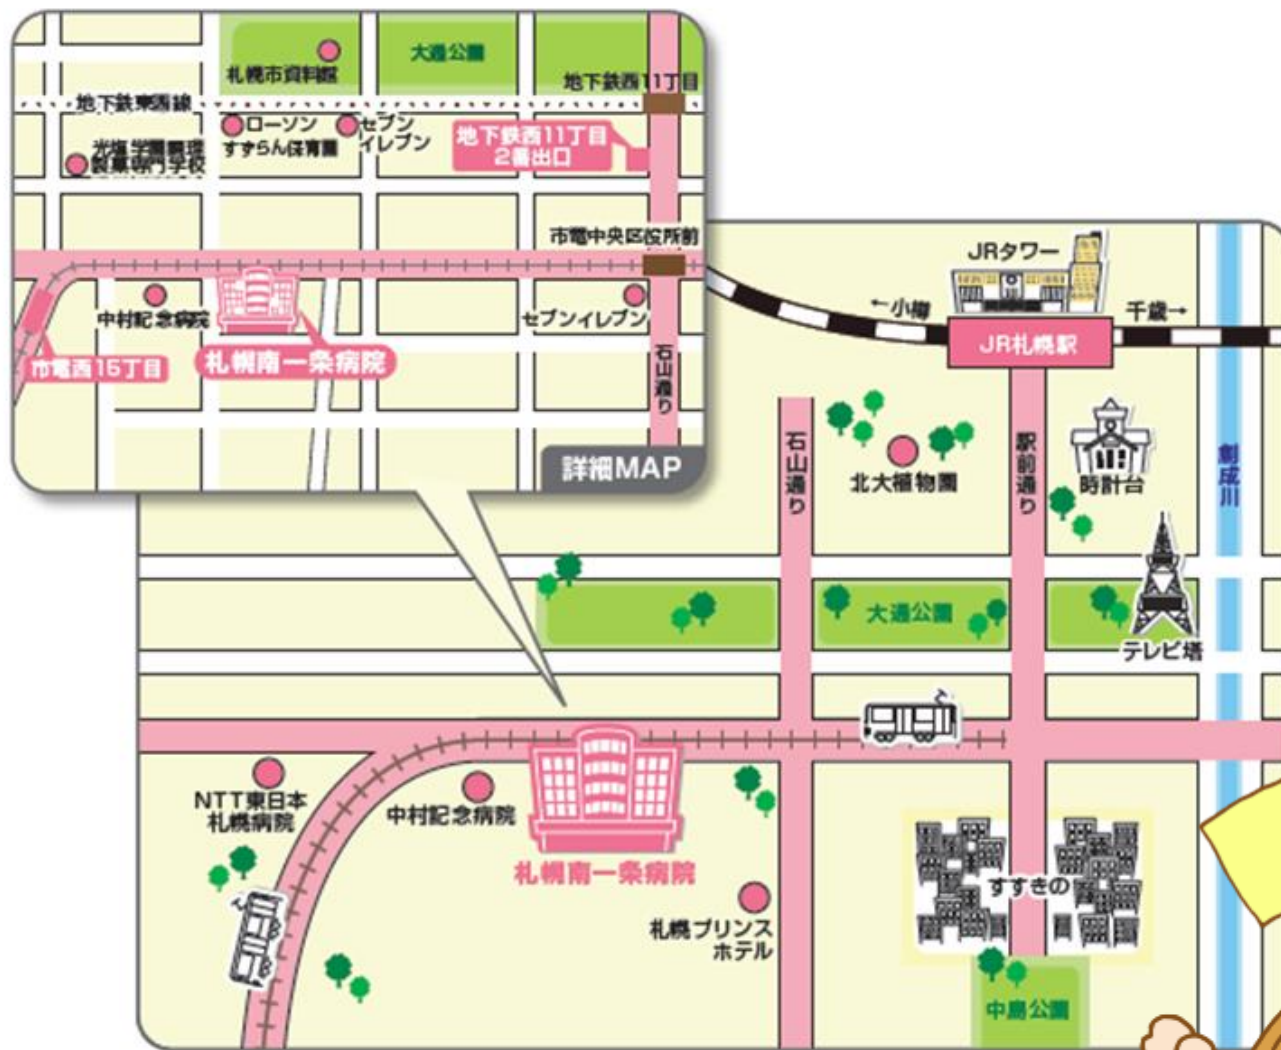 札幌市資料館
大通公園
地下鉄西11丁目
地下鉄東西線
ローソン
セブン
イレブン
すずらん保育園
光塩学園調理
製菓専門学校
地下鉄西11丁目
2番出口
市電中央区役所前
中村記念病院
札幌南一条病院
セブンイレブン
市電西15丁目
石山通り
詳細MAP
JRタワー
←小樽
千歳→
JR札幌駅
石山通り
北大植物園
駅前通り
時計台
創成川
大通公園
テレビ塔
NTT東日本
札幌病院
中村記念病院
札幌南一条病院
札幌プリンス
ホテル
すすきの
中島公園